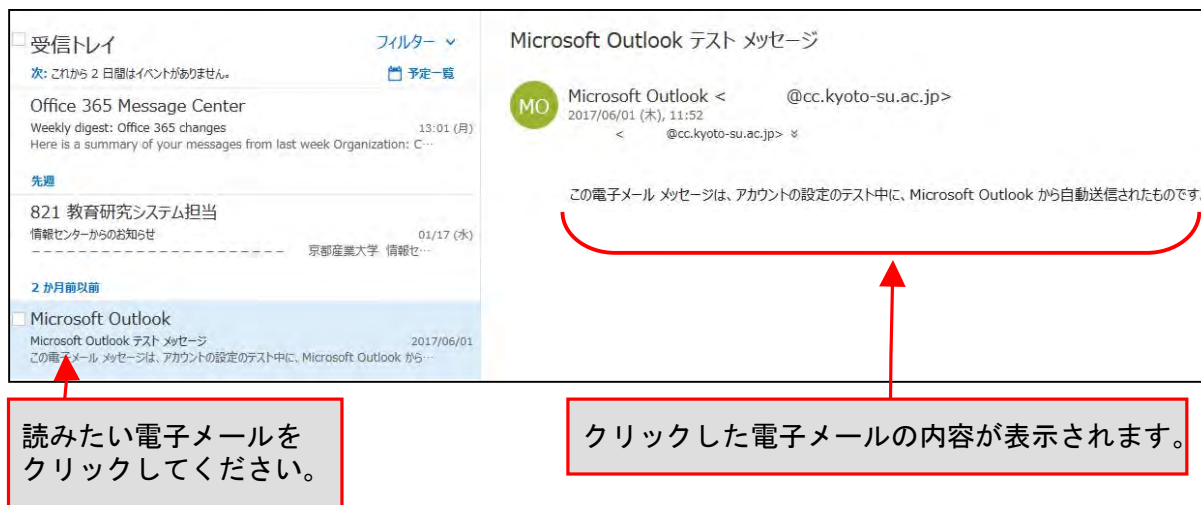 受信トレイ フィルター
次: これから 2 日間はイベントがありません。 予定一覧
Office 365 Message Center
Weekly digest: Office 365 changes 13:01 (月)
Here is a summary of your messages from last week Organization: C…
先週
821 教育研究システム担当
情報センターからのお知らせ 01/17 (水)
－－－－－－－－－－－－－－－－－－－－－－－ 京都産業大学 情報セ…
2 か月前以前
Microsoft Outlook
Microsoft Outlook テスト メッセージ 2017/06/01
この電子メール メッセージは、アカウントの設定のテスト中に、Microsoft Outlook から…
Microsoft Outlook テスト メッセージ
MO
Microsoft Outlook < @cc.kyoto-su.ac.jp>
2017/06/01 (木), 11:52
< @cc.kyoto-su.ac.jp>
この電子メール メッセージは、アカウントの設定のテスト中に、Microsoft Outlook から自動送信されたものです。
読みたい電子メールを
クリックしてください。
クリックした電子メールの内容が表示されます。